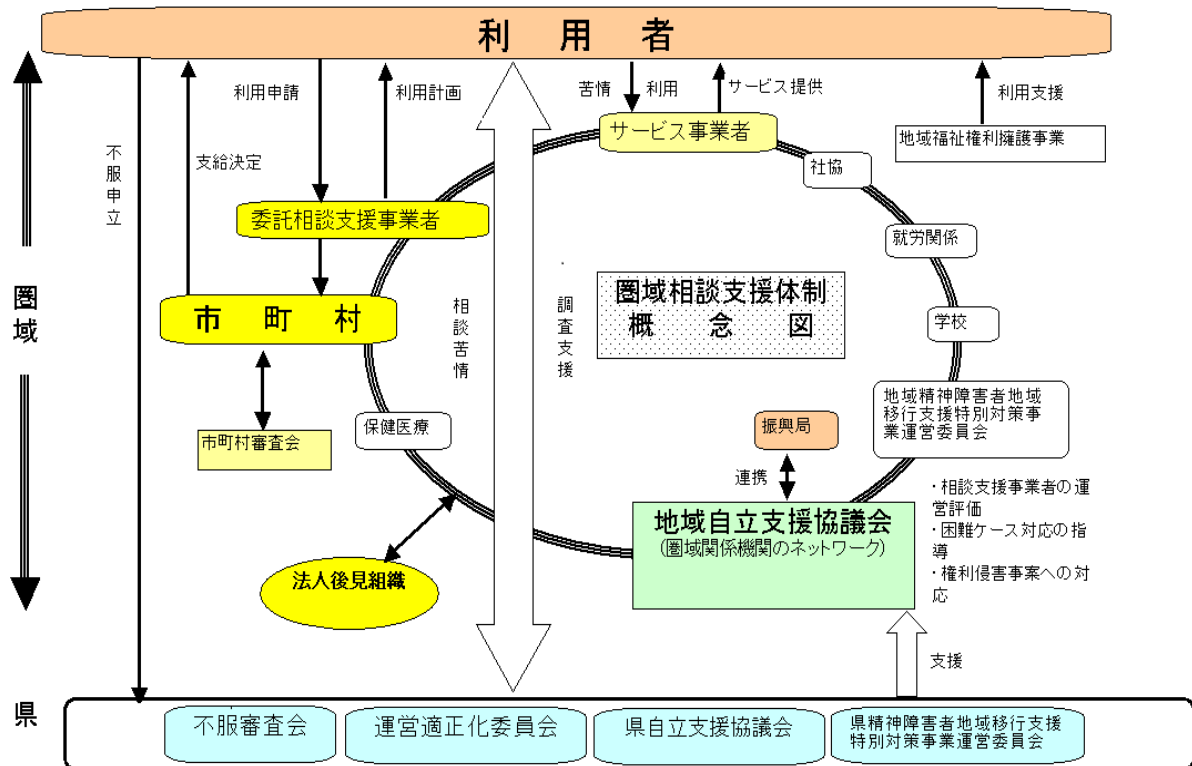 利用者
利用申請
利用計画
苦情
利用
サービス提供
利用支援
サービス事業者
地域福祉権利擁護事業
不服申立
支給決定
社協
委託相談支援事業者
就労関係
圏域
圏域相談支援体制
概念図
市町村
相談苦情
調査支援
学校
地域精神障害者地域
移行支援特別対策事
業運営委員会
保健医療
振興局
市町村審査会
連携
・相談支援事業者の運
営評価
・困難ケース対応の指
導
・権利侵害事案への対
応
地域自立支援協議会
(圏域関係機関のネットワーク)
法人後見組織
支援
県
不服審査会
運営適正化委員会
県自立支援協議会
県精神障害者地域移行支援
特別対策事業運営委員会